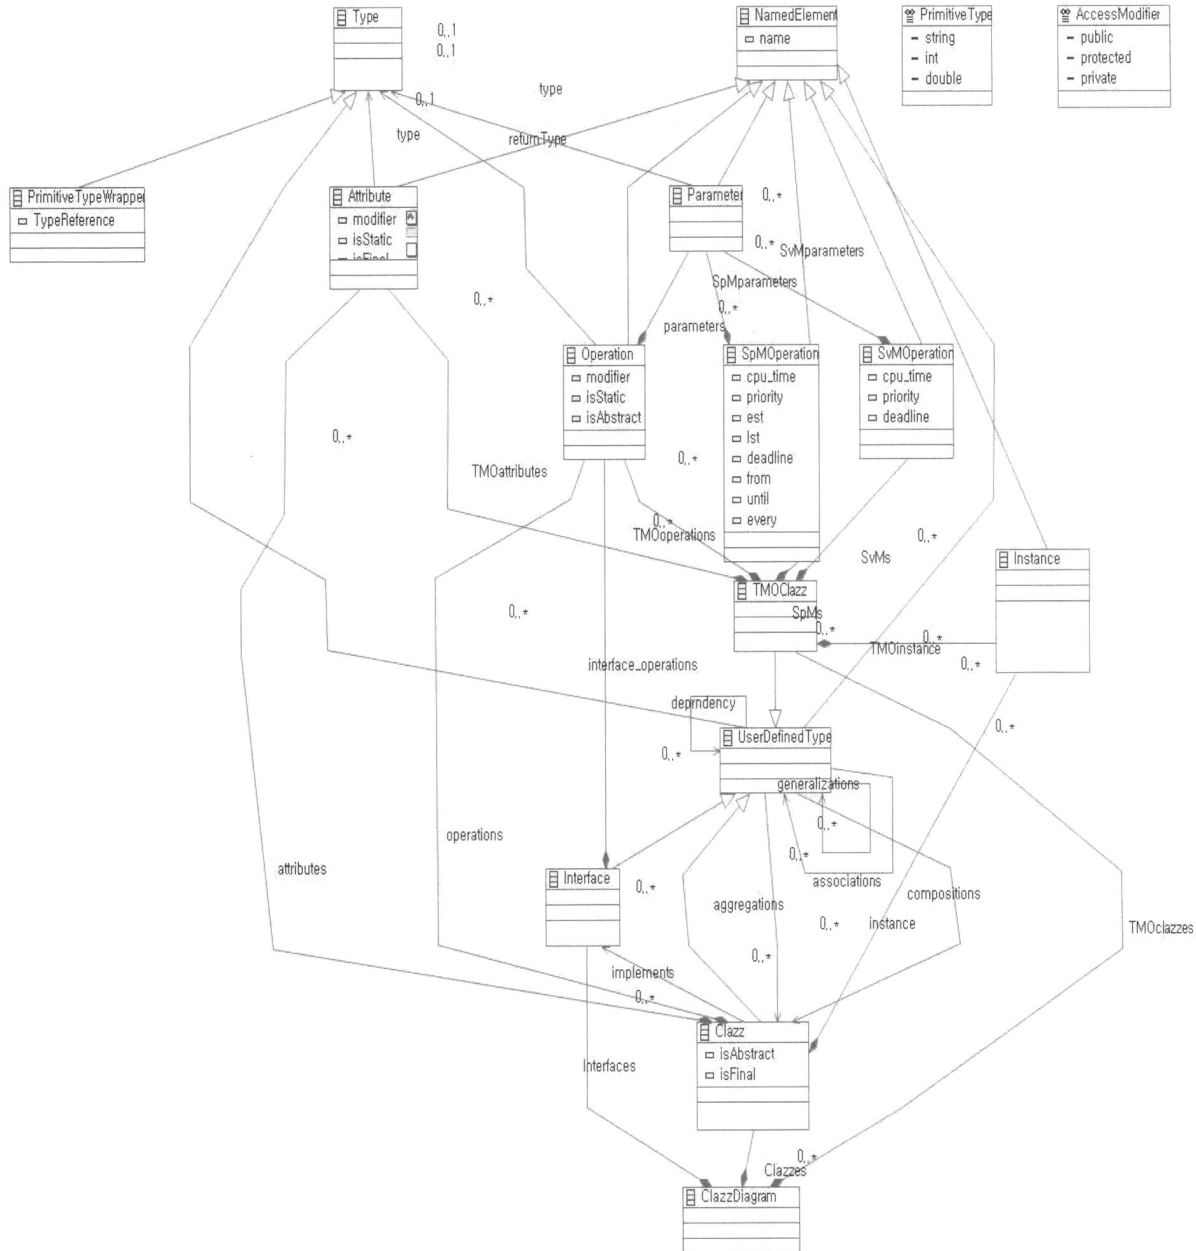 Type
0,,1
0,,1
NamedElement
name
PrimitiveType
string
int
double
AccessModifier
public
protected
private
0,,1
type
type
returnType
PrimitiveTypeWrapper
TypeReference
Attribute
modifier
isStatic
isFinal
Parameter
0,,*
0,,*
SvMparameters
SpMparameters
0,,*
0,,*
parameters
Operation
modifier
isStatic
isAbstract
SpMOperation
cpu_time
priority
est
lst
deadline
from
until
every
SvMOperation
cpu_time
priority
deadline
0,,*
TMOattributes
0,,*
0,,*
TMOoperations
0,,*
SvMs
Instance
TMOClazz
SpMs
0,,*
0,,*
0,,*
TMOinstance
0,,*
interface_operations
deprndency
0,,*
UserDefinedType
0,,*
generalizations
0,,*
0,,*
associations
operations
attributes
Interface
0,,*
aggregations
compositions
0,,*
instance
TMOclazzes
0,,*
implements
0,,*
Clazz
isAbstract
isFinal
Interfaces
0,,*
Clazzes
ClazzDiagram